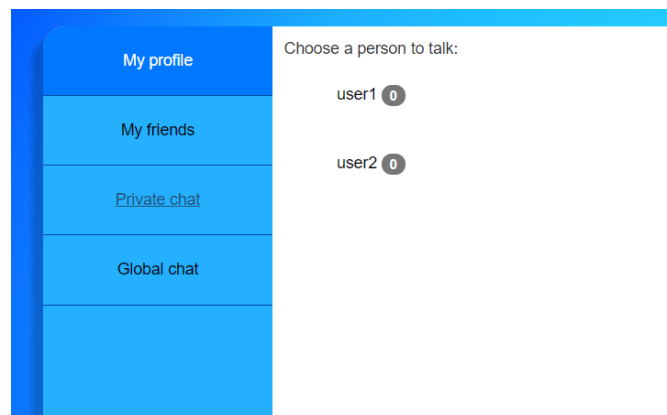 My profile
My friends
Private chat
Global chat
Choose a person to talk:
user1 0
user2 0